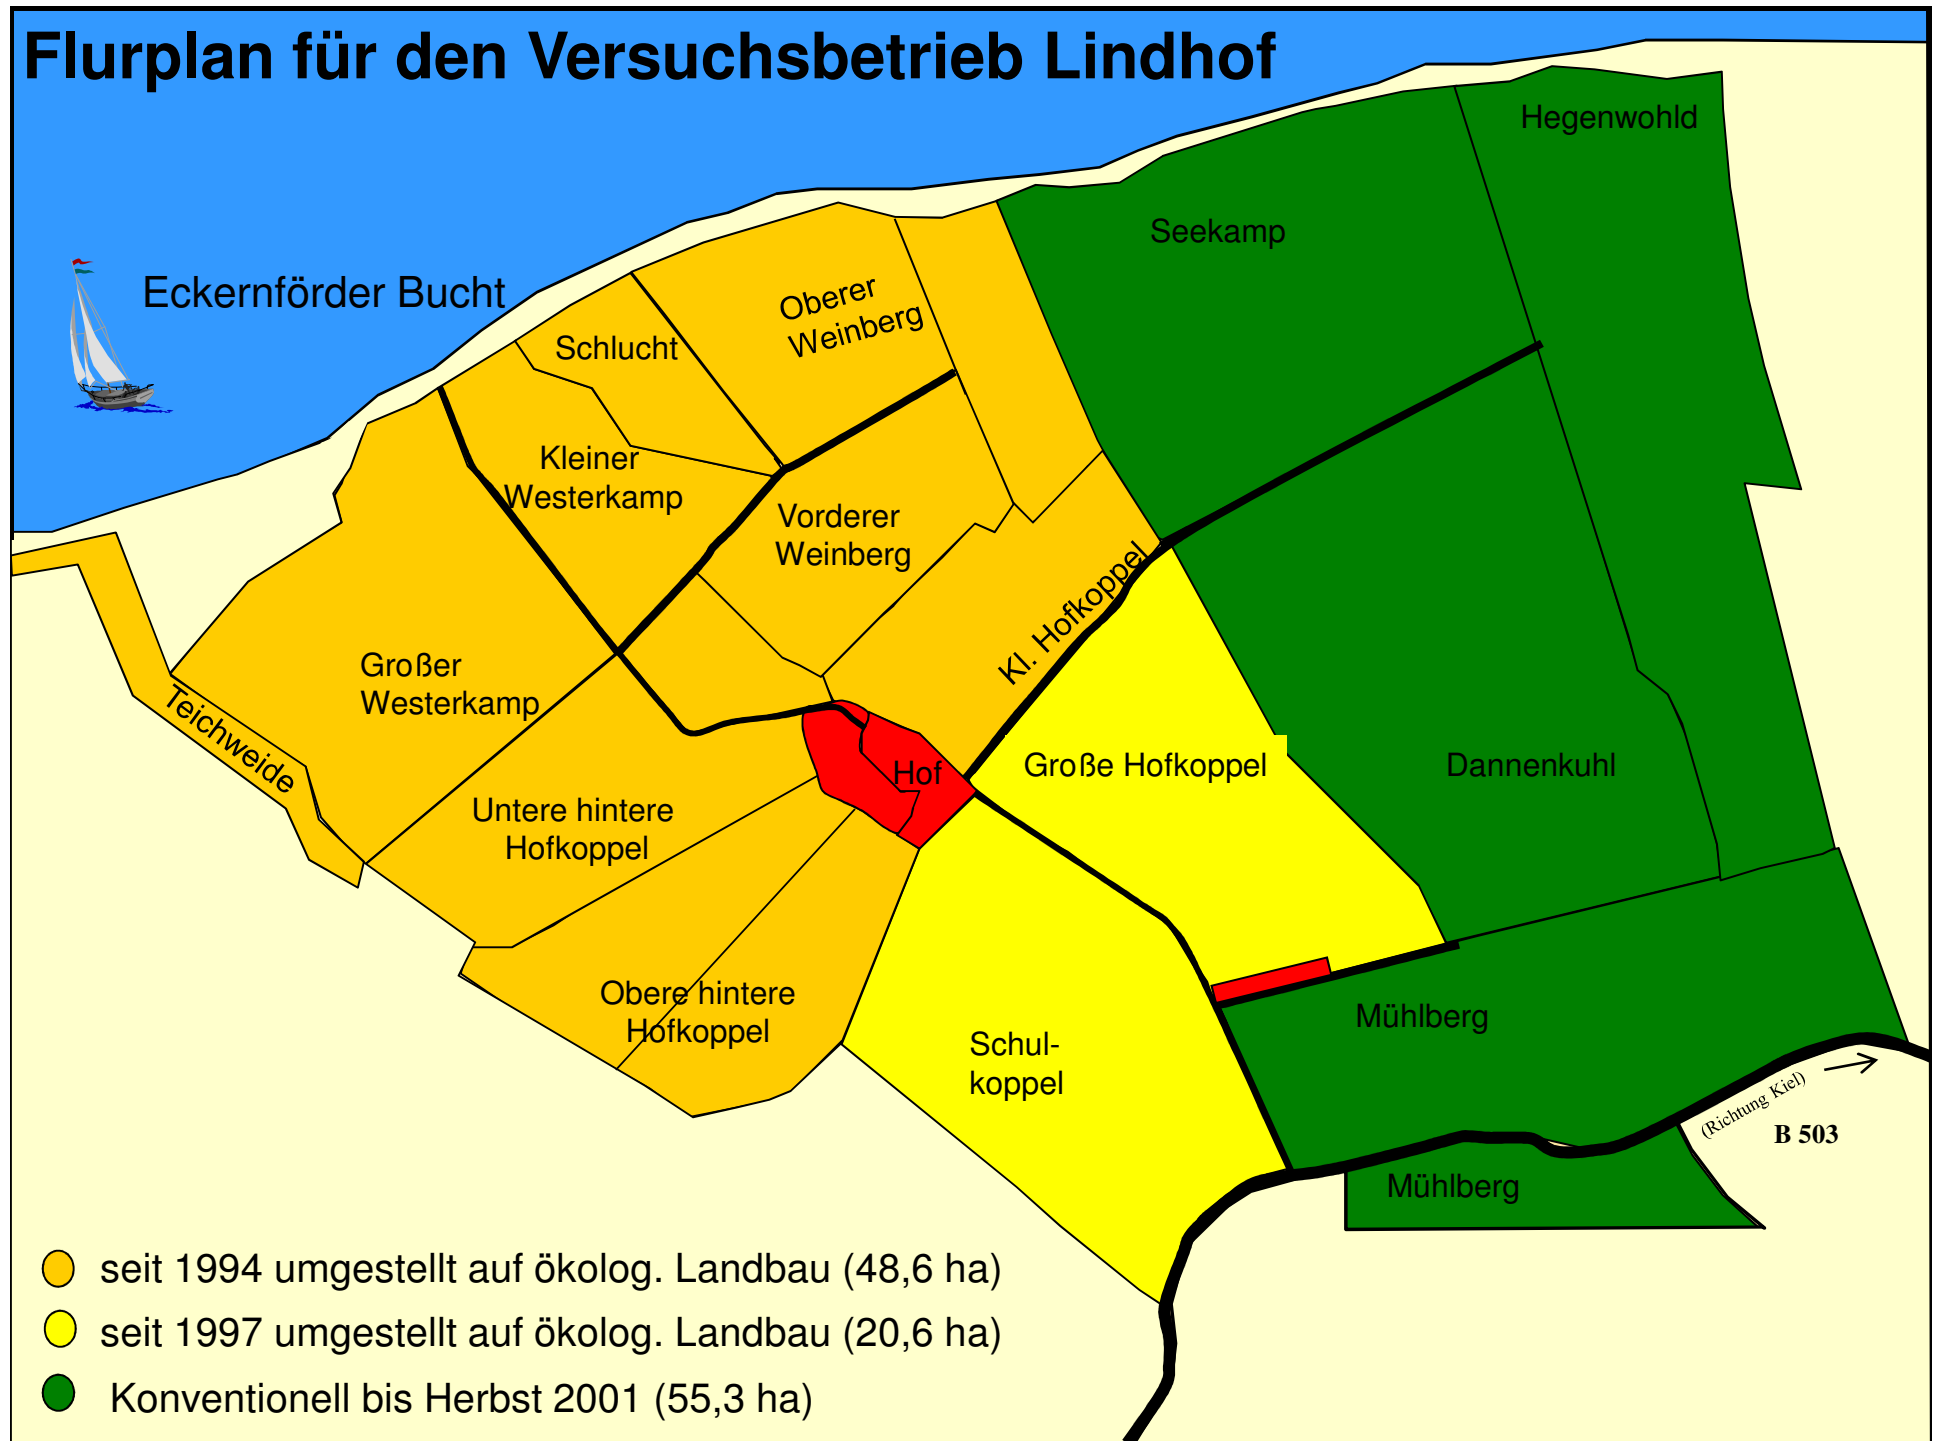 Flurplan für den Versuchsbetrieb Lindhof
Hegenwohld
Seekamp
Eckernförder Bucht
Oberer
Weinberg
Schlucht
Kleiner
Westerkamp
Vorderer
Weinberg
Kl. Hofkoppel
Großer
Westerkamp
Teichweide
Hof
Große Hofkoppel
Dannenkuhl
Untere hintere
Hofkoppel
Obere hintere
Hofkoppel
Schul-
koppel
Mühlberg
(Richtung Kiel)
B 503
Mühlberg
seit 1994 umgestellt auf ökolog. Landbau (48,6 ha)
seit 1997 umgestellt auf ökolog. Landbau (20,6 ha)
Konventionell bis Herbst 2001 (55,3 ha)